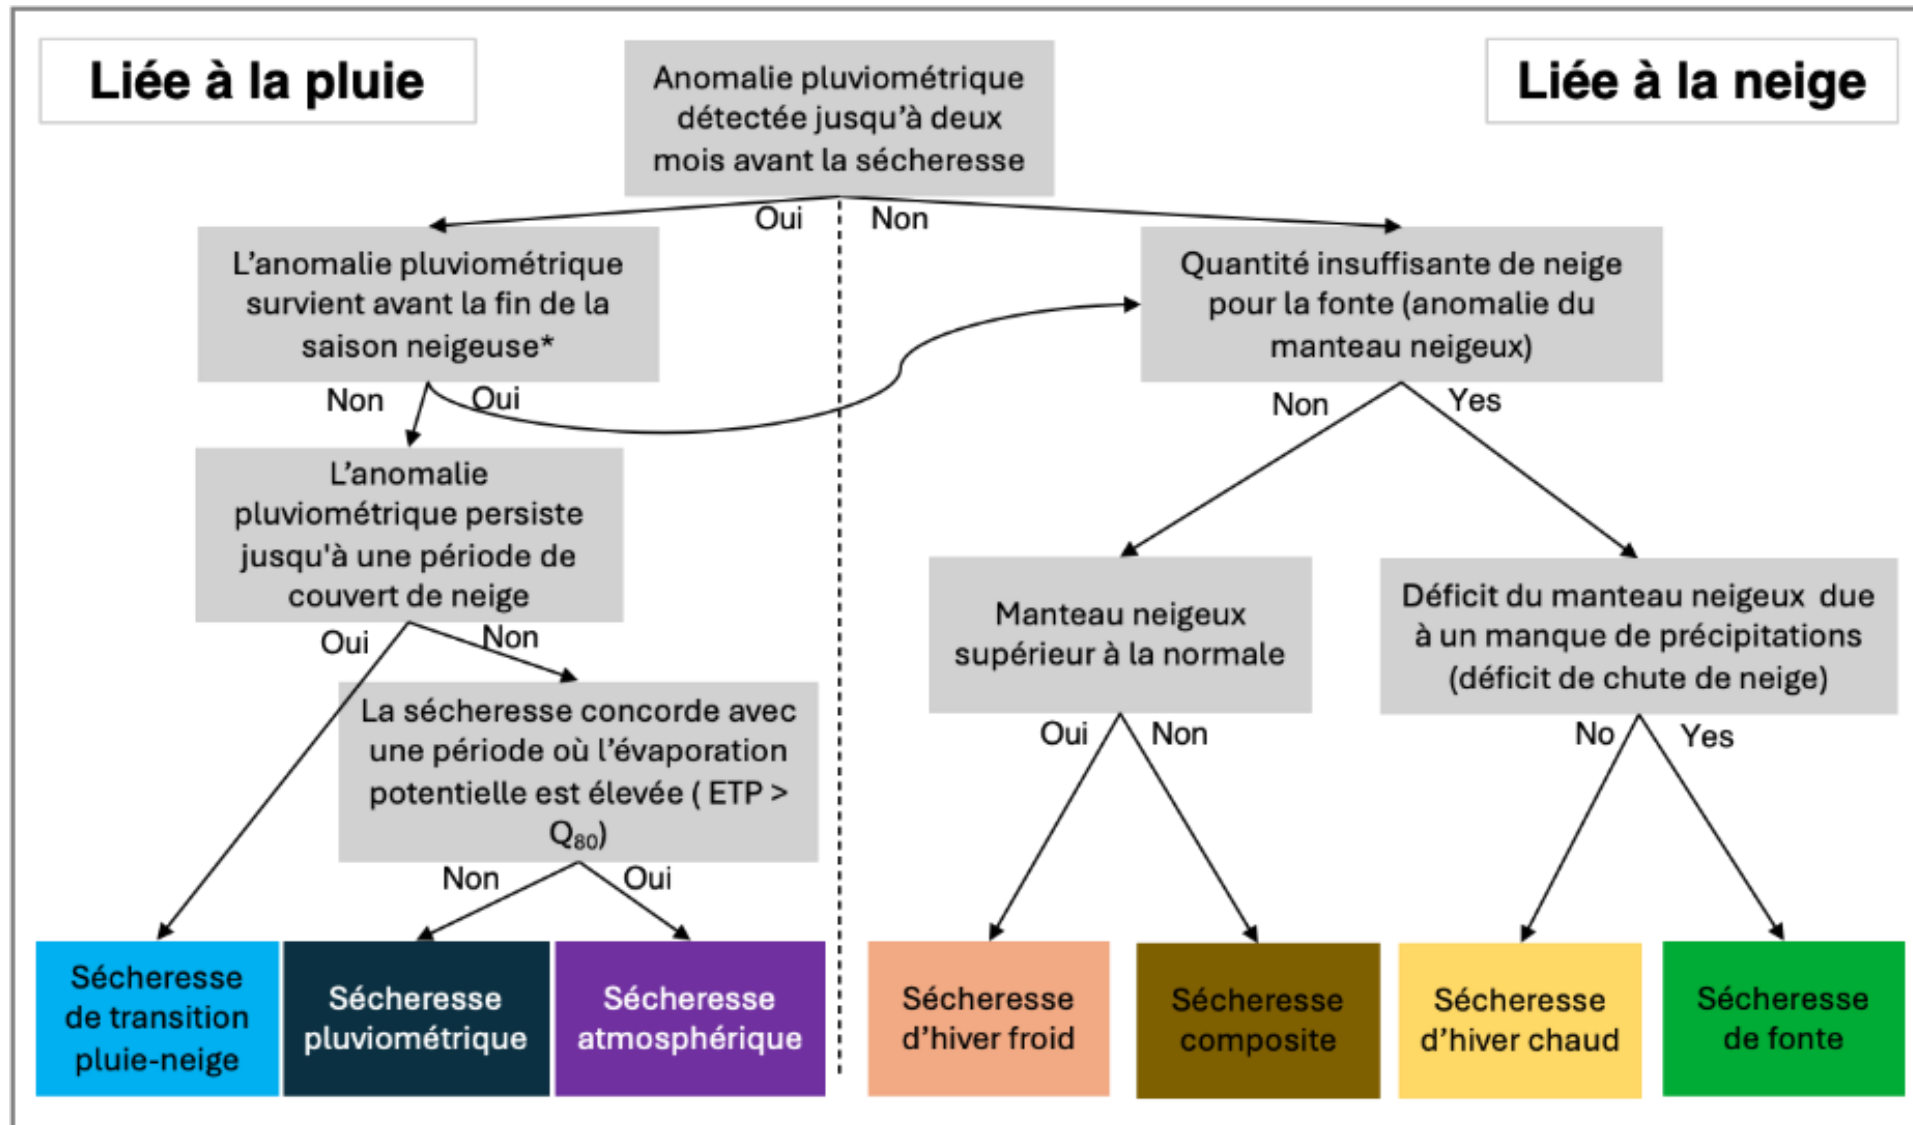 Liée à la pluie
Anomalie pluviométrique
détectée jusqu'à deux
mois avant la sécheresse
Liée à la neige
Oui
Non
L'anomalie pluviométrique
survient avant la fin de la
saison neigeuse*
Quantité insuffisante de neige
pour la fonte (anomalie du
manteau neigeux)
Non
Oui
Non
Yes
L'anomalie
pluviométrique persiste
jusqu'à une période de
couvert de neige
Manteau neigeux
supérieur à la normale
Déficit du manteau neigeux due
à un manque de précipitations
(déficit de chute de neige)
Oui
Non
La sécheresse concorde avec
une période où l'évaporation
potentielle est élevée ( ETP >
Q₈₀)
Oui
Non
No
Yes
Non
Oui
Sécheresse
de transition
pluie-neige
Sécheresse
pluviométrique
Sécheresse
atmosphérique
Sécheresse
d'hiver froid
Sécheresse
composite
Sécheresse
d'hiver chaud
Sécheresse
de fonte